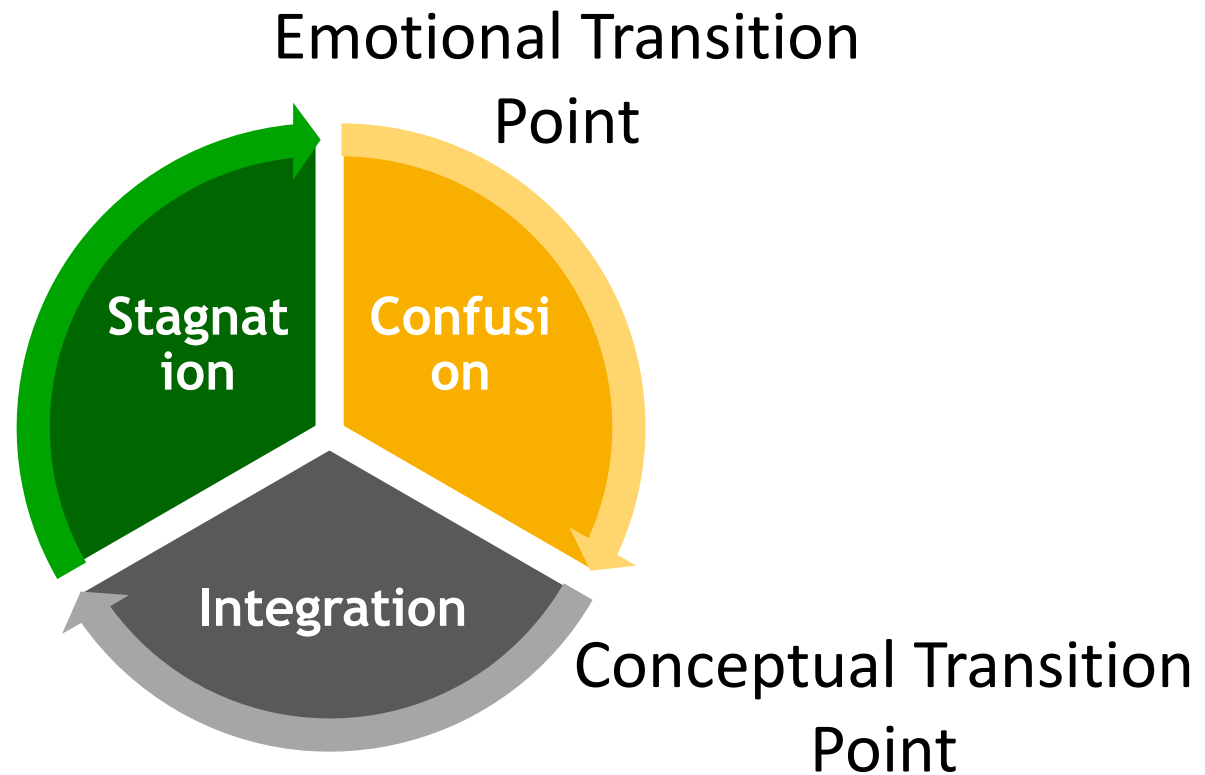 Emotional Transition
Point
Stagnat
ion
Confusi
on
Integration
Conceptual Transition
Point